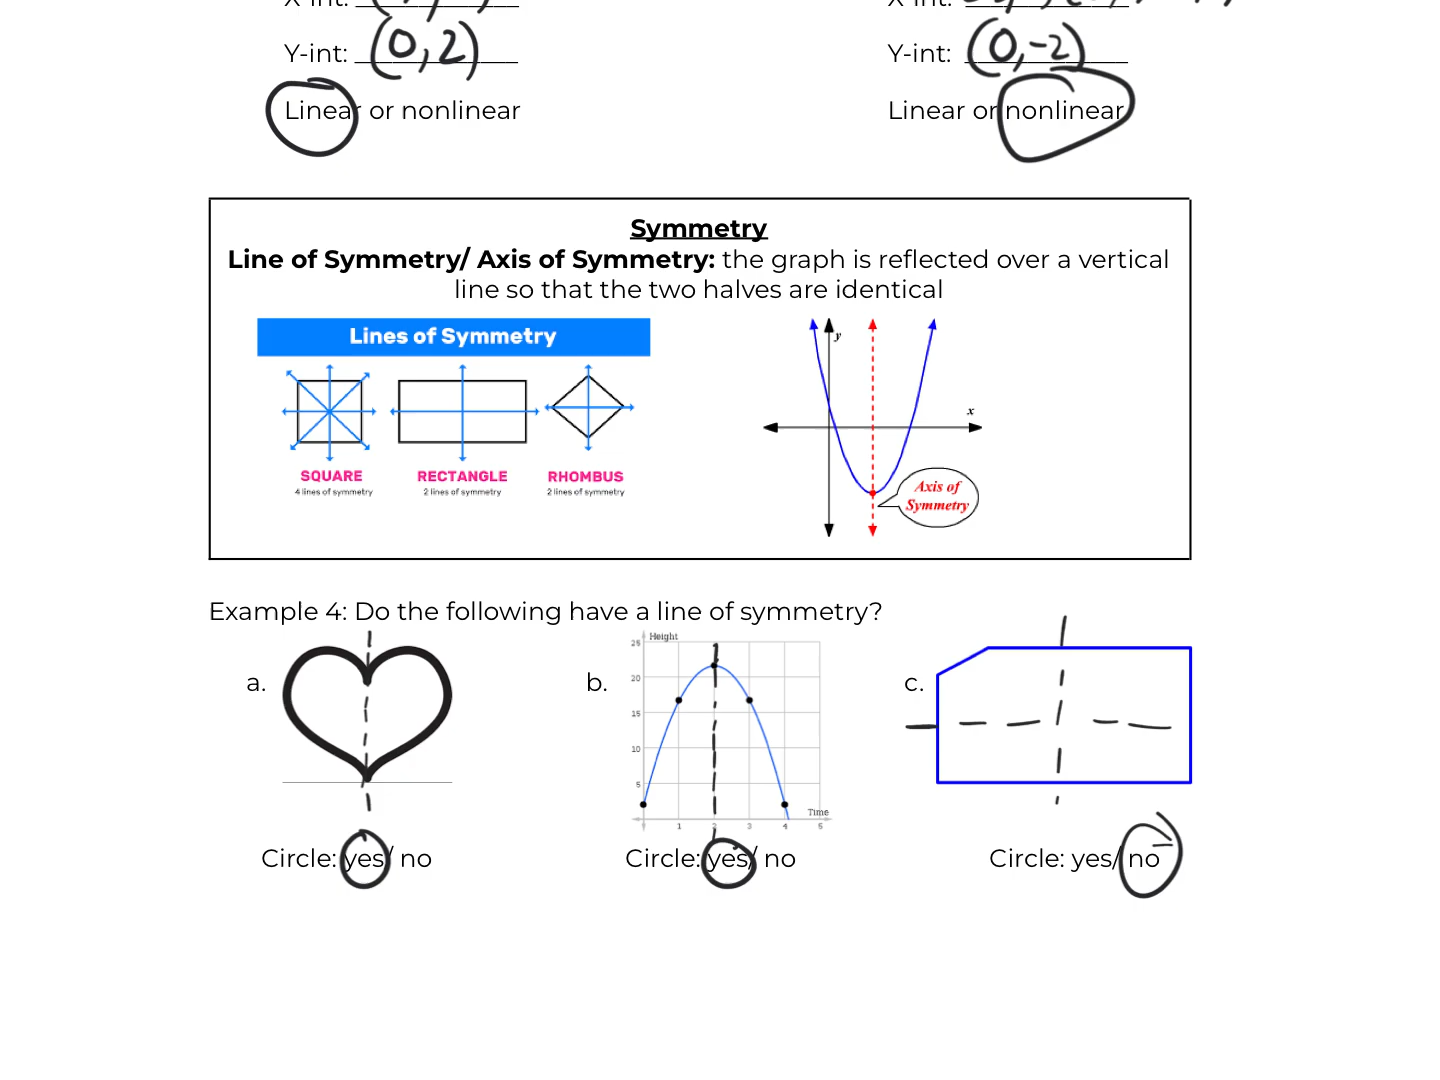 Y-int: (0,2)
Y-int: (0,-2)
Linear or nonlinear
Linear or nonlinear
Symmetry
Line of Symmetry/ Axis of Symmetry: the graph is reflected over a vertical
line so that the two halves are identical
Lines of Symmetry
SQUARE
4 lines of symmetry
RECTANGLE
2 lines of symmetry
RHOMBUS
2 lines of symmetry
y
x
Axis of
Symmetry
Example 4: Do the following have a line of symmetry?
a.
b.
Height
25
20
15
10
5
1 2 3 4 5
Time
c.
Circle: yes/ no
Circle: yes/ no
Circle: yes/ no